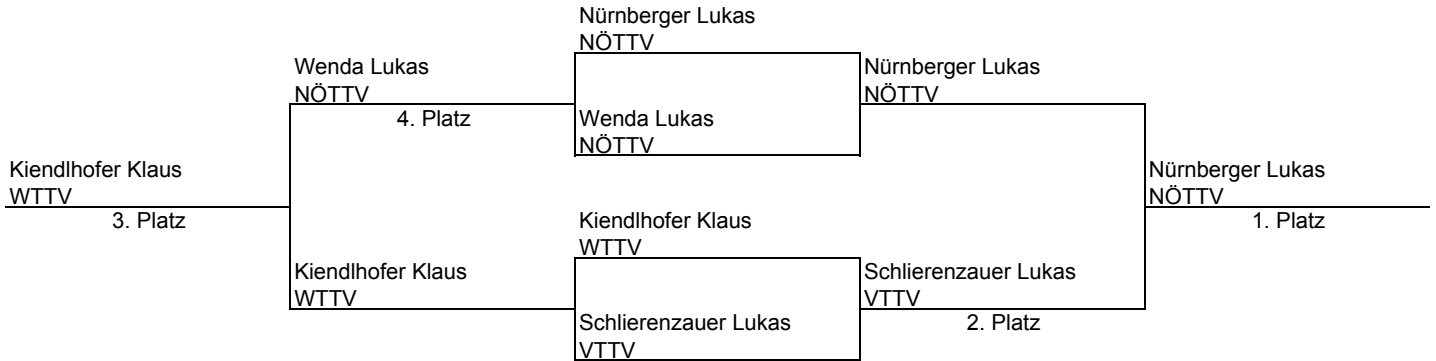 Nürnberger Lukas
NÖTTV
Wenda Lukas
NÖTTV
4. Platz
Nürnberger Lukas
NÖTTV
Wenda Lukas
NÖTTV
Kiendlhofer Klaus
WTTV
3. Platz
Nürnberger Lukas
NÖTTV
1. Platz
Kiendlhofer Klaus
WTTV
Kiendlhofer Klaus
WTTV
Schlierenzauer Lukas
VTTV
2. Platz
Schlierenzauer Lukas
VTTV